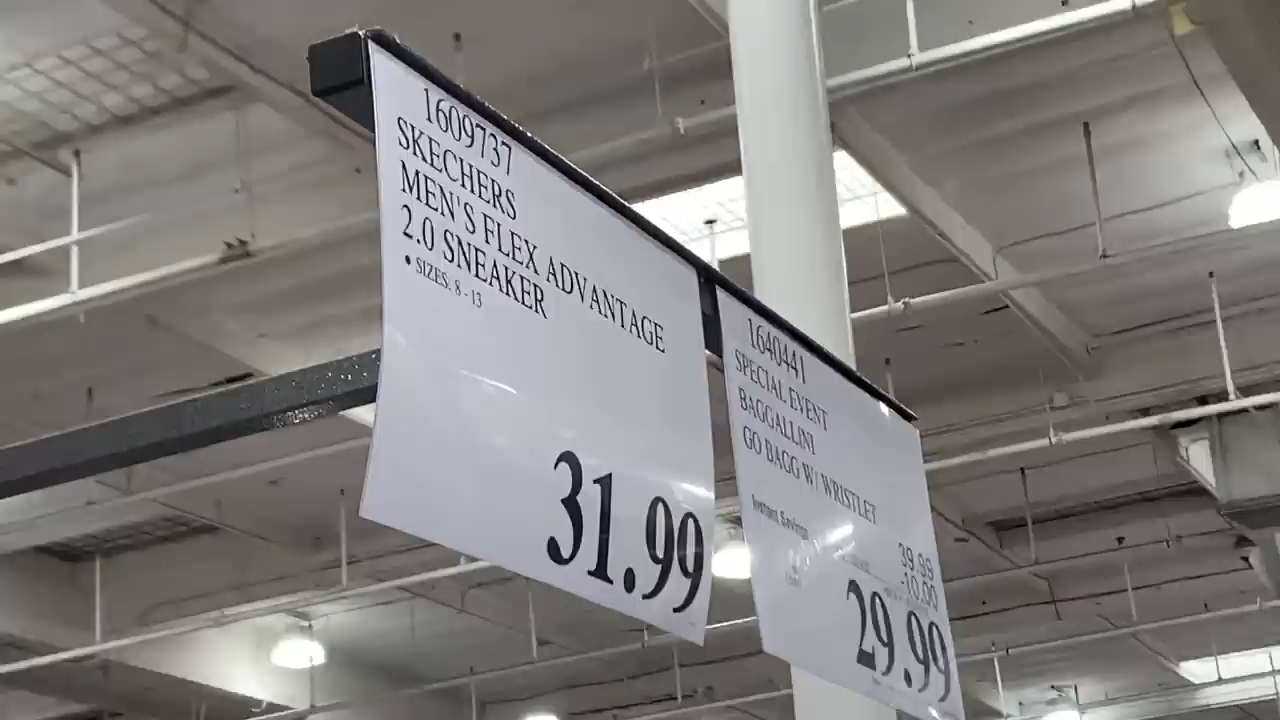 1609737
SKECHERS
MEN'S FLEX ADVANTAGE
2.0 SNEAKER
• SIZES: 8 - 13
31.99
1640441
SPECIAL EVENT
BAGGALLINI
GO BAGG W/ WRISTLET
Instant Savings
39.99
-10.00
29.99